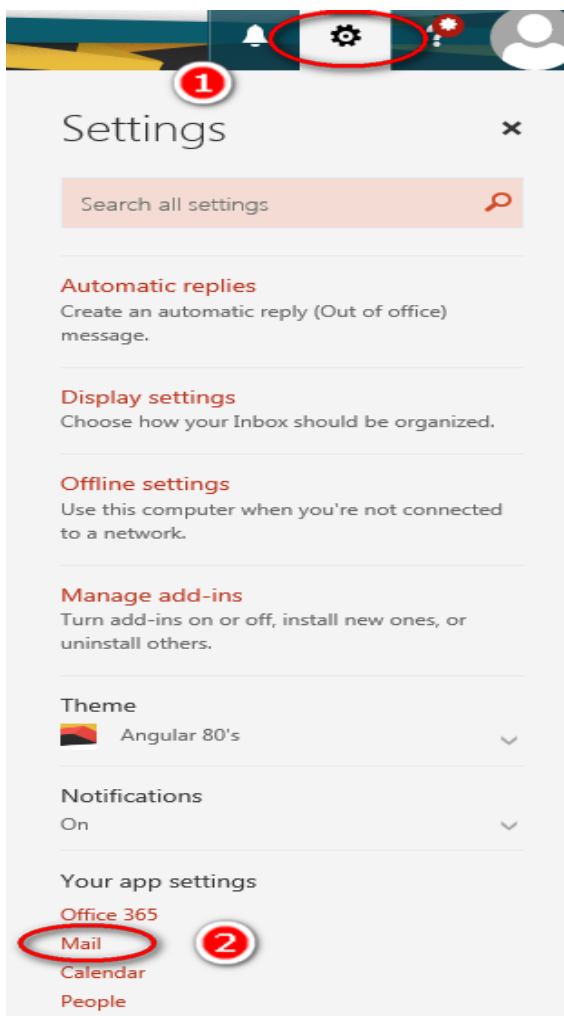 ?
1
Settings
Search all settings
Automatic replies
Create an automatic reply (Out of office)
message.
Display settings
Choose how your Inbox should be organized.
Offline settings
Use this computer when you're not connected
to a network.
Manage add-ins
Turn add-ins on or off, install new ones, or
uninstall others.
Theme
Angular 80's
Notifications
On
Your app settings
Office 365
Mail
2
Calendar
People